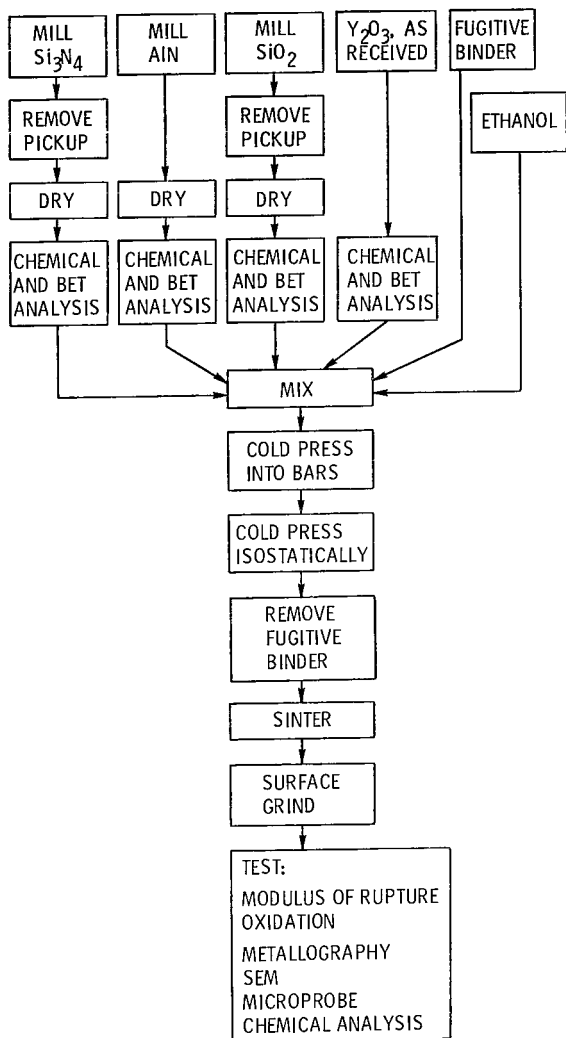 MILL
Si3N4
MILL
AlN
MILL
SiO2
Y2O3, AS
RECEIVED
FUGITIVE
BINDER
REMOVE
PICKUP
REMOVE
PICKUP
ETHANOL
DRY
DRY
DRY
CHEMICAL
AND BET
ANALYSIS
CHEMICAL
AND BET
ANALYSIS
CHEMICAL
AND BET
ANALYSIS
CHEMICAL
AND BET
ANALYSIS
MIX
COLD PRESS
INTO BARS
COLD PRESS
ISOSTATICALLY
REMOVE
FUGITIVE
BINDER
SINTER
SURFACE
GRIND
TEST:
MODULUS OF RUPTURE
OXIDATION
METALLOGRAPHY
SEM
MICROPROBE
CHEMICAL ANALYSIS